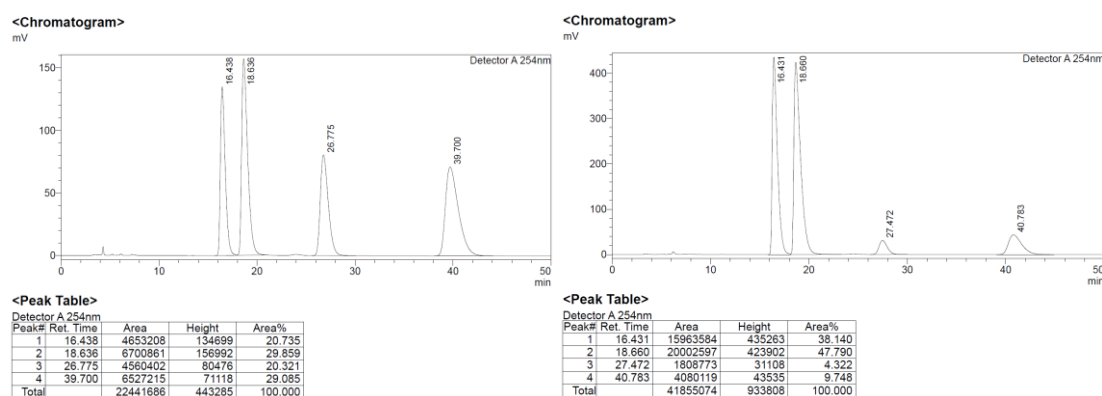 <Chromatogram>
mV
Detector A 254nm
150
100
50
0
16.438
18.636
26.775
39.700
0 10 20 30 40 50
min
<Peak Table>
Detector A 254nm
Peak# Ret. Time Area Height Area%
1 16.438 4653208 134699 20.735
2 18.636 6700861 156992 29.859
3 26.775 4560402 80476 20.321
4 39.700 6527215 71118 29.085
Total 22441686 443285 100.000
<Chromatogram>
mV
Detector A 254nm
400
300
200
100
0
16.431
18.660
27.472
40.783
0 10 20 30 40 50
min
<Peak Table>
Detector A 254nm
Peak# Ret. Time Area Height Area%
1 16.431 15963584 435263 38.140
2 18.660 20002597 423902 47.790
3 27.472 1808773 31108 4.322
4 40.783 4080119 43535 9.748
Total 41855074 933808 100.000